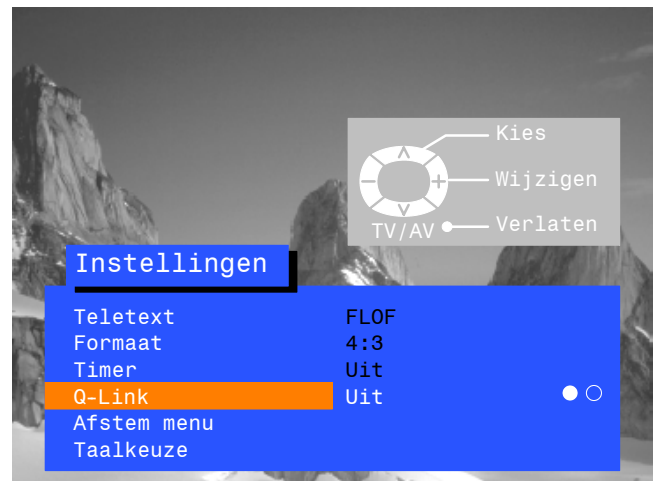 Kies
Wijzigen
TV/AV Verlaten
Instellingen
Teletext FLOF
Formaat 4:3
Timer Uit
Q-Link Uit
Afstem menu
Taalkeuze